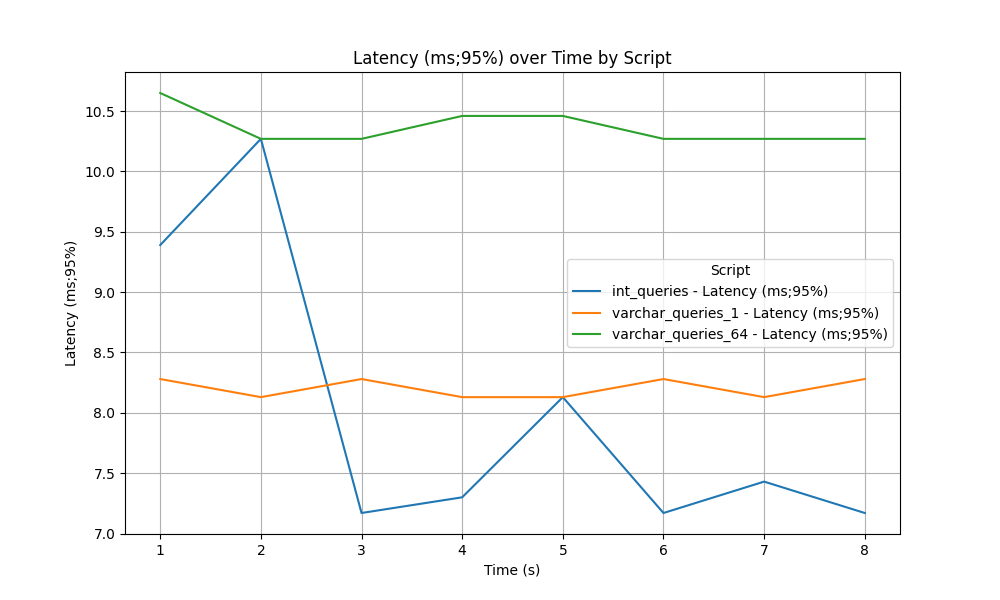 Latency (ms;95%) over Time by Script
Latency (ms;95%)
10.5
10.0
9.5
9.0
8.5
8.0
7.5
7.0
Script
int_queries - Latency (ms;95%)
varchar_queries_1 - Latency (ms;95%)
varchar_queries_64 - Latency (ms;95%)
1 2 3 4 5 6 7 8
Time (s)